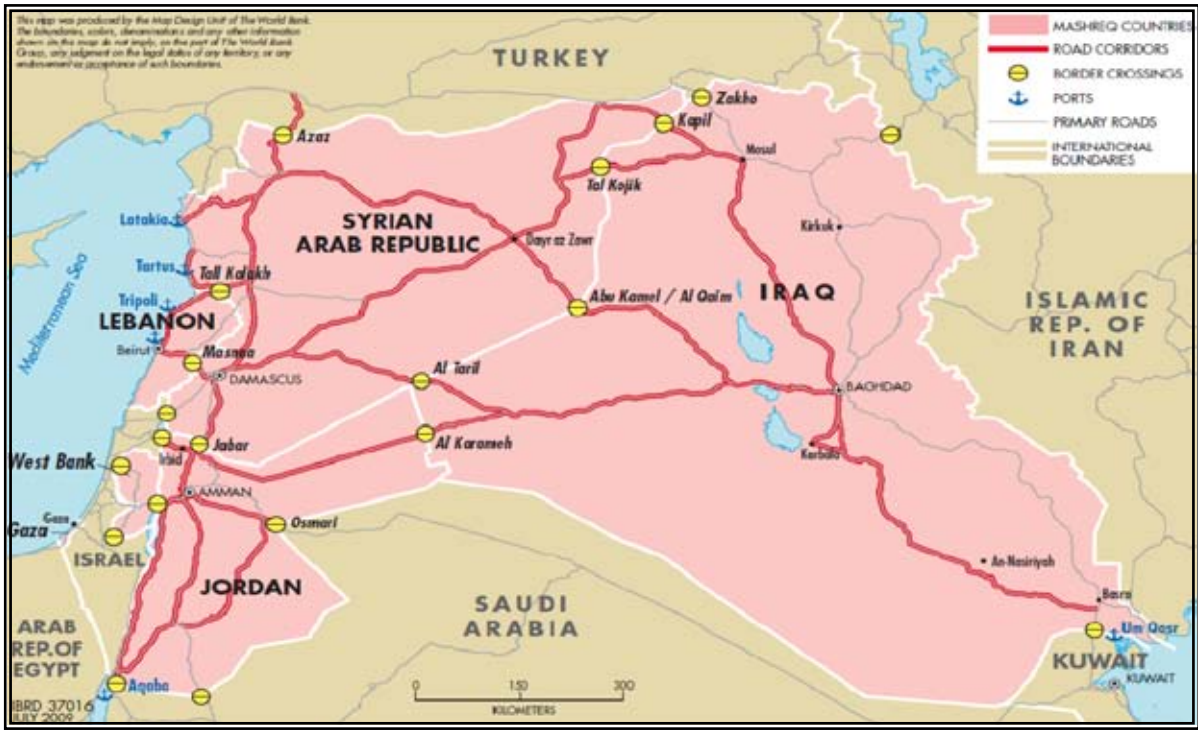 This map was produced by the Map Design Unit of The World Bank.
The boundaries, colors, denominations and any other information
shown on this map do not imply, on the part of The World Bank
Group, any judgment on the legal status of any territory, or any
endorsement or acceptance of such boundaries.
MASHREQ COUNTRIES
ROAD CORRIDORS
BORDER CROSSINGS
PORTS
PRIMARY ROADS
INTERNATIONAL
BOUNDARIES
TURKEY
Zakho
Azaz
Kapil
Mosul
Tal Kojik
Latakia
SYRIAN
ARAB REPUBLIC
Kirkuk
Dayr az Zawr
Mediterranean Sea
Tartus
Tall Kalakh
Tripoli
Abu Kamel / Al Qaim
IRAQ
ISLAMIC
REP. OF
IRAN
LEBANON
Beirut
Masnaa
DAMASCUS
Al Taril
BAGHDAD
Jabar
Al Karameh
Irbid
Karbala
West Bank
AMMAN
Osmari
Gaza
Gaza
ISRAEL
An-Nasiriyah
JORDAN
SAUDI
ARABIA
Basra
Um Qasr
ARAB
REP.OF
EGYPT
KUWAIT
KUWAIT
Aqaba
0 150 300
KILOMETERS
IBRD 37016
JULY 2009